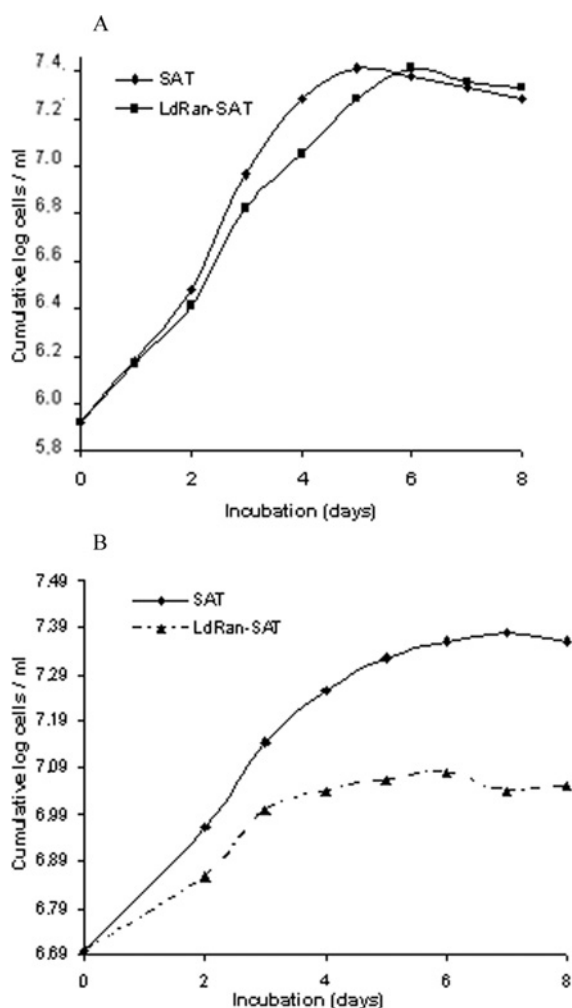 A
7.4
7.2
7.0
6.8
6.4
6.2
6.0
5.8
Cumulative log cells / ml
SAT
LdRan-SAT
0 2 4 6 8
Incubation (days)
B
7.49
7.39
7.29
7.19
7.09
6.99
6.89
6.79
6.69
Cumulative log cells / ml
SAT
LdRan-SAT
0 2 4 6 8
Incubation (days)